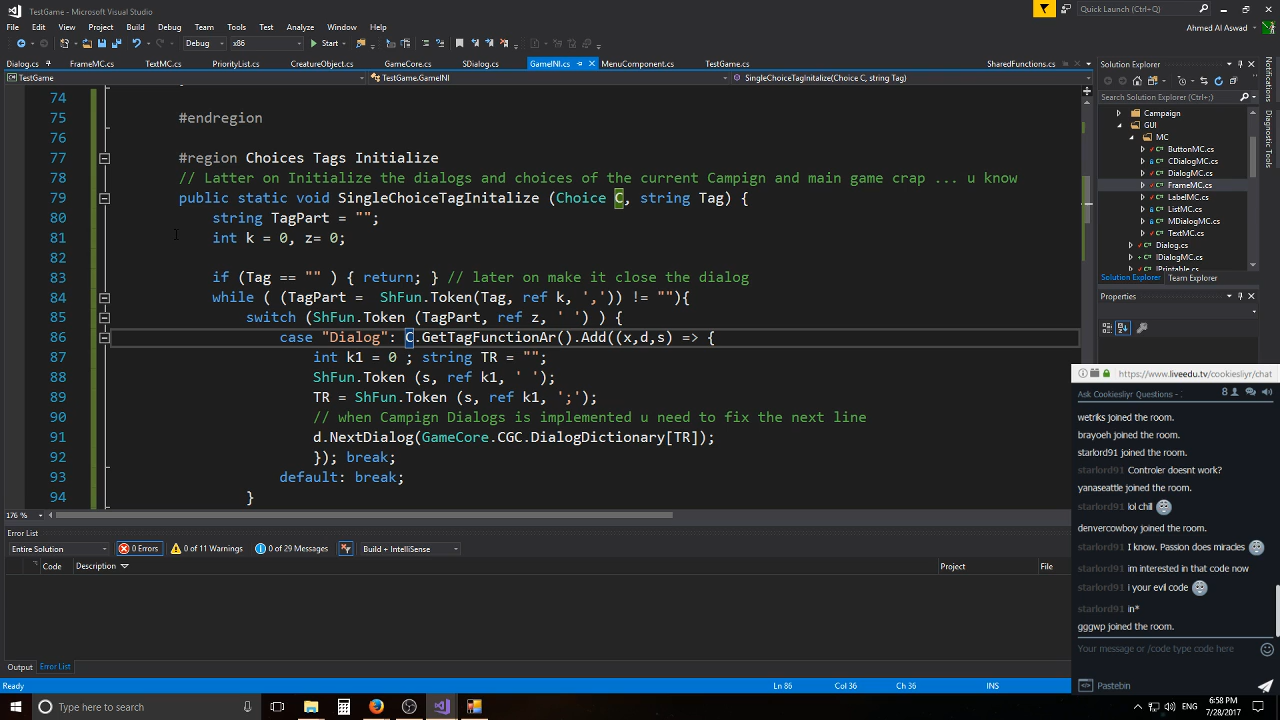 TestGame - Microsoft Visual Studio
Quick Launch (Ctrl+Q)
File Edit View Project Build Debug Team Tools Architecture Test Analyze Window Help
Ahmed Al Aswad
Debug x86 Start
Dialog.cs FrameMC.cs TextMC.cs PriorityList.cs CreatureObject.cs GameCore.cs SDialog.cs GameINI.cs MenuComponent.cs TestGame.cs SharedFunctions.cs
TestGame TestGame.GameINI SingleChoiceTagInitalize(Choice C, string Tag)
74
75 #endregion
76
77 #region Choices Tags Initialize
78 // Latter on Initialize the dialogs and choices of the current Campign and main game crap ... u know
79 public static void SingleChoiceTagInitalize (Choice C, string Tag) {
80 string TagPart = "";
81 int k = 0, z= 0;
82
83 if (Tag == "" ) { return; } // later on make it close the dialog
84 while ( (TagPart =  ShFun.Token(Tag, ref k, ',')) != ""){
85 switch (ShFun.Token (TagPart, ref z, ' ') ) {
86 case "Dialog": C.GetTagFunctionAr().Add((x,d,s) => {
87 int k1 = 0 ; string TR = "";
88 ShFun.Token (s, ref k1, ' ');
89 TR = ShFun.Token (s, ref k1, ';');
90 // when Campign Dialogs is implemented u need to fix the next line
91 d.NextDialog(GameCore.CGC.DialogDictionary[TR]);
92 }); break;
93 default: break;
94 }
176 %
Solution Explorer
Search Solution Explorer (Ctrl+;)
Campaign
GUI
MC
ButtonMC.cs
CDialogMC.cs
DialogMC.cs
FrameMC.cs
LabelMC.cs
ListMC.cs
MDialogMC.cs
TextMC.cs
Dialog.cs
IDialogMC.cs
IPrintable.cs
Solution Explorer Team Explorer
Properties
Notifications
Diagnostic Tools
Error List
Entire Solution 0 Errors 0 of 11 Warnings 0 of 29 Messages Build + IntelliSense
Code Description Project File
Output Error List
Ready Ln 86 Col 36 Ch 36 INS
https://www.liveedu.tv/cookiesliyr/chat
Ask Cookiesliyr Questions - 8
wetriks joined the room.
brayoeh joined the room.
starlord91 joined the room.
starlord91 Controler doesnt work?
yanaseattle joined the room.
starlord91 lol chill
denvercowboy joined the room.
starlord91 I know. Passion does miracles
starlord91 im interested in that code now
starlord91 i your evil code
starlord91 in*
gggwp joined the room.
Your message or /code type code here
Pastebin
Type here to search
ENG 6:58 PM
7/28/2017